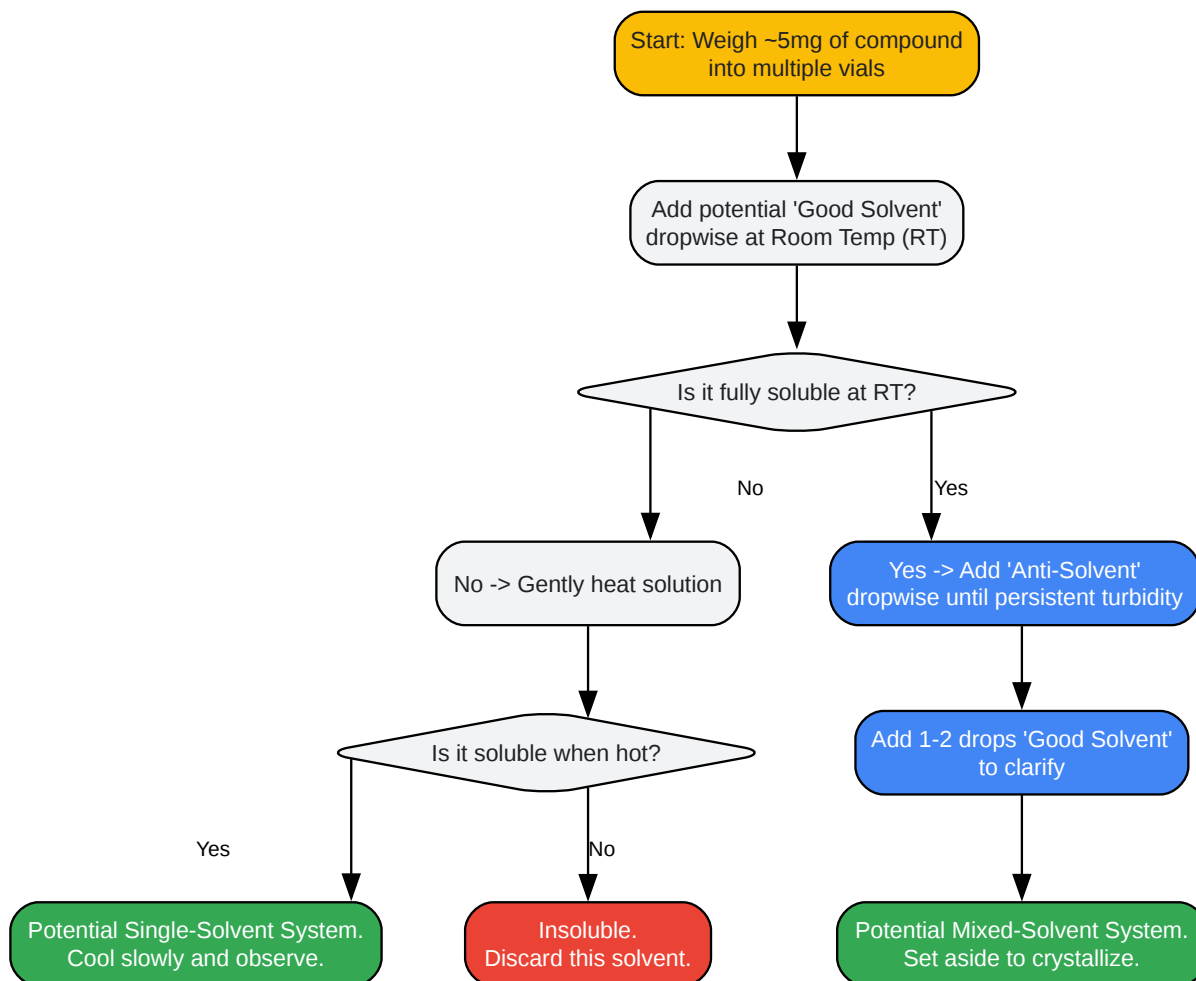 Start: Weigh ~5mg of compound
into multiple vials
Add potential 'Good Solvent'
dropwise at Room Temp (RT)
Is it fully soluble at RT?
No
Yes
No -> Gently heat solution
Yes -> Add 'Anti-Solvent'
dropwise until persistent turbidity
Is it soluble when hot?
Add 1-2 drops 'Good Solvent'
to clarify
Yes
No
Potential Single-Solvent System.
Cool slowly and observe.
Insoluble.
Discard this solvent.
Potential Mixed-Solvent System.
Set aside to crystallize.